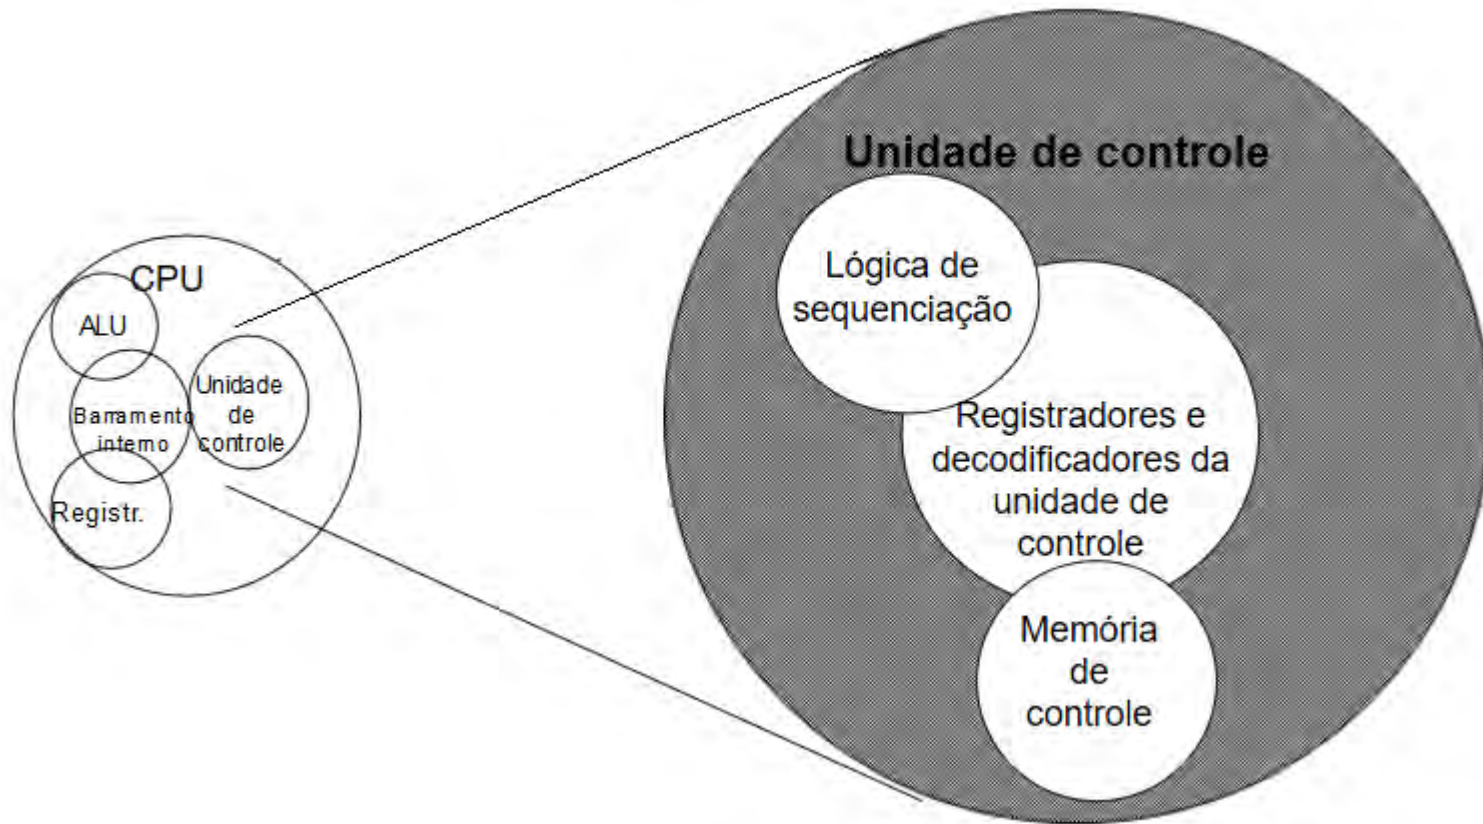 CPU
ALU
Barramento
interno
Unidade
de
controle
Registr.
Unidade de controle
Lógica de
sequenciação
Registradores e
decodificadores da
unidade de
controle
Memória
de
controle